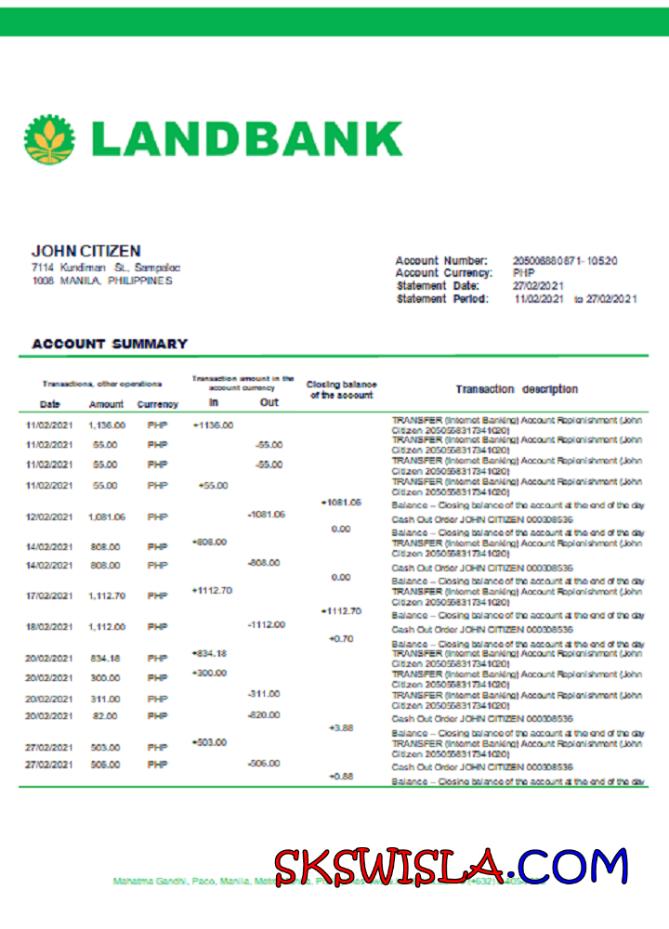 LANDBANK
JOHN CITIZEN
7114 Kundiman St., Sampaloc
1008 MANILA, PHILIPPINES
Account Number: 205006880871-10520
Account Currency: PHP
Statement Date: 27/02/2021
Statement Period: 11/02/2021 to 27/02/2021
ACCOUNT SUMMARY
Transactions, other operations
Transaction amount in the
account currency
Closing balance
of the account
Transaction description
Date Amount Currency In Out
11/02/2021 1,136.00 PHP +1136.00 TRANSFER (Internet Banking) Account Replenishment (John
Citizen 2050568317341020)
11/02/2021 55.00 PHP -55.00 TRANSFER (Internet Banking) Account Replenishment (John
Citizen 2050568317341020)
11/02/2021 55.00 PHP -55.00 TRANSFER (Internet Banking) Account Replenishment (John
Citizen 2050568317341020)
11/02/2021 55.00 PHP +55.00 TRANSFER (Internet Banking) Account Replenishment (John
Citizen 2050568317341020)
+1081.06 Balance – Closing balance of the account at the end of the day
12/02/2021 1,081.06 PHP -1081.06 Cash Out Order JOHN CITIZEN 000308536
0.00 Balance – Closing balance of the account at the end of the day
14/02/2021 808.00 PHP +808.00 TRANSFER (Internet Banking) Account Replenishment (John
Citizen 2050568317341020)
14/02/2021 808.00 PHP -808.00 Cash Out Order JOHN CITIZEN 000308536
0.00 Balance – Closing balance of the account at the end of the day
17/02/2021 1,112.70 PHP +1112.70 TRANSFER (Internet Banking) Account Replenishment (John
Citizen 2050568317341020)
+1112.70 Balance – Closing balance of the account at the end of the day
18/02/2021 1,112.00 PHP -1112.00 Cash Out Order JOHN CITIZEN 000308536
+0.70 Balance – Closing balance of the account at the end of the day
20/02/2021 834.18 PHP +834.18 TRANSFER (Internet Banking) Account Replenishment (John
Citizen 2050568317341020)
20/02/2021 300.00 PHP +300.00 TRANSFER (Internet Banking) Account Replenishment (John
Citizen 2050568317341020)
20/02/2021 311.00 PHP -311.00 TRANSFER (Internet Banking) Account Replenishment (John
Citizen 2050568317341020)
20/02/2021 82.00 PHP -820.00 Cash Out Order JOHN CITIZEN 000308536
+3.88 Balance – Closing balance of the account at the end of the day
27/02/2021 503.00 PHP +503.00 TRANSFER (Internet Banking) Account Replenishment (John
Citizen 2050568317341020)
27/02/2021 506.00 PHP -506.00 Cash Out Order JOHN CITIZEN 000308536
+0.88 Balance – Closing balance of the account at the end of the day
SKSWISLA.COM
Mahatma Gandhi, Paco, Manila,